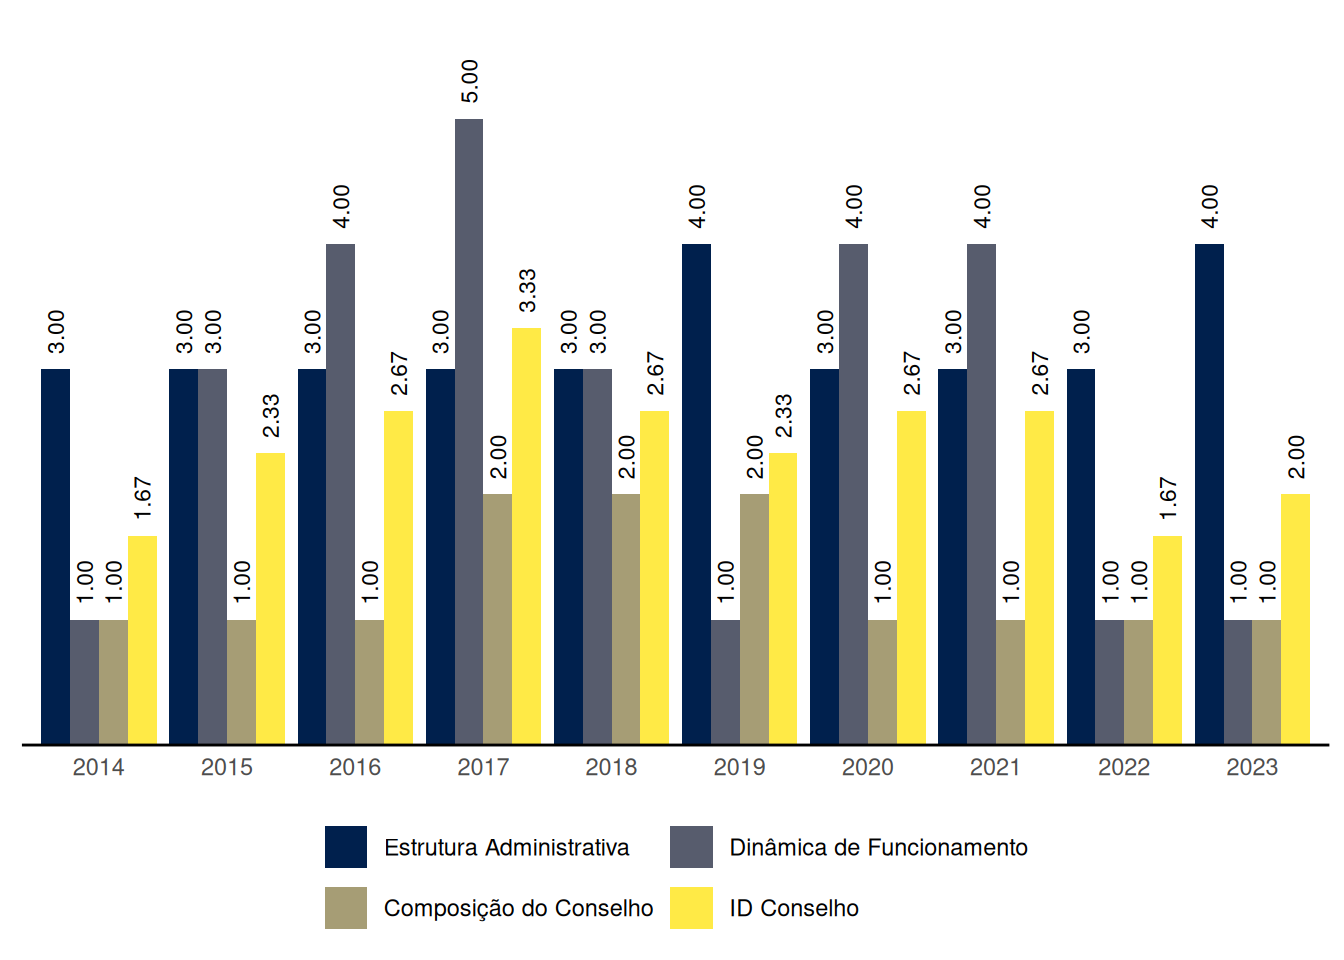 5.00
4.00 4.00 4.00 4.00 4.00
3.33
3.00 3.00 3.00 3.00 3.00 3.00 3.00 3.00 3.00 3.00
2.67 2.67 2.67 2.67
2.33 2.33
2.00 2.00 2.00 2.00
1.67 1.67
1.00 1.00 1.00 1.00 1.00 1.00 1.00 1.00 1.00 1.00 1.00
2014 2015 2016 2017 2018 2019 2020 2021 2022 2023
Estrutura Administrativa Dinâmica de Funcionamento
Composição do Conselho ID Conselho